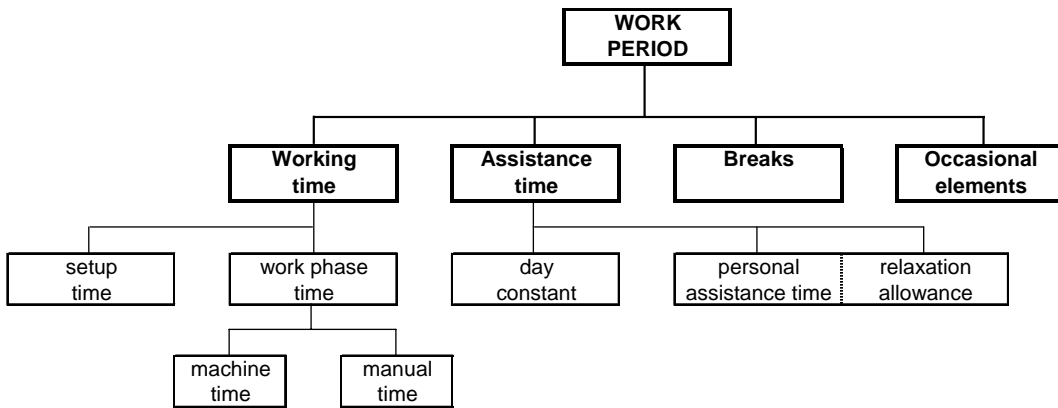 WORK
PERIOD
Working
time
Assistance
time
Breaks
Occasional
elements
setup
time
work phase
time
day
constant
personal
assistance time
relaxation
allowance
machine
time
manual
time